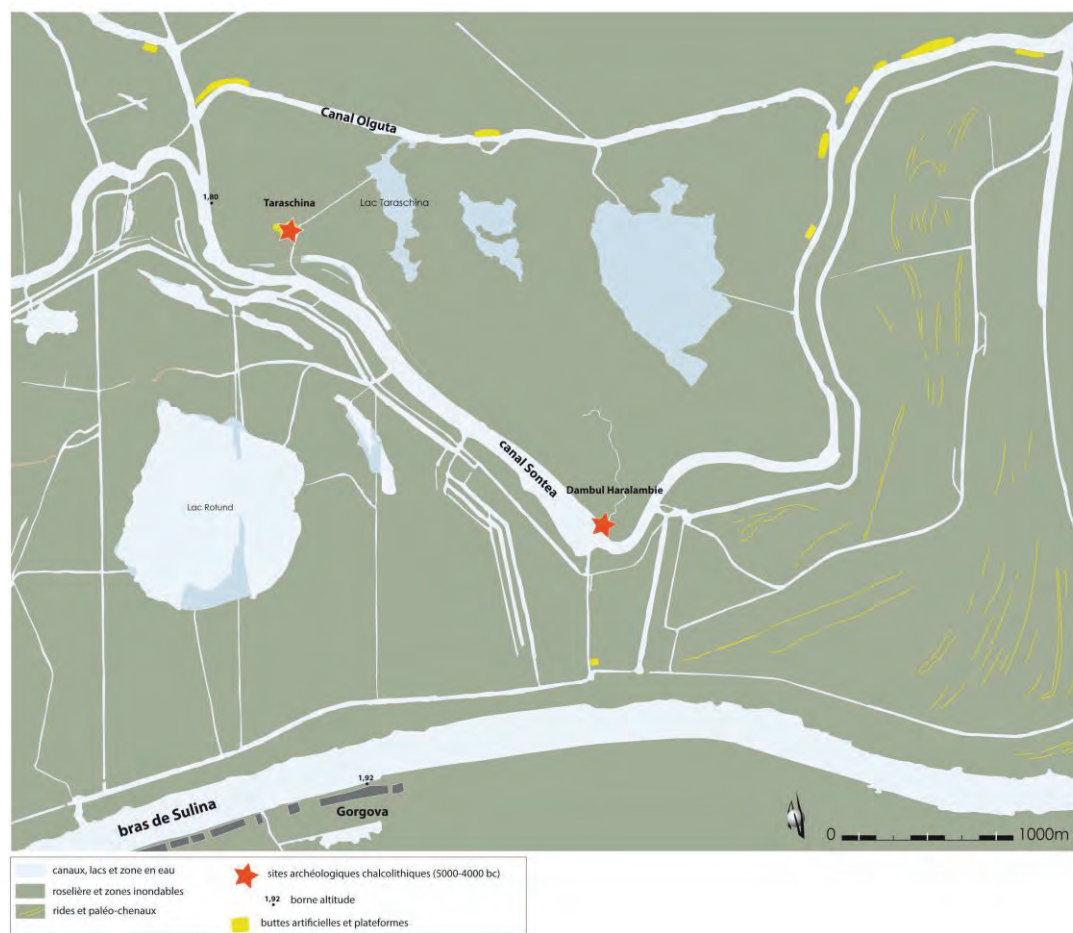 Canal Olguta
1,80
Taraschina
Lac Taraschina
canal Sontea
Dambul Haralambie
Lac Rotund
1,92
bras de Sulina
Gorgova
0 1000m
canaux, lacs et zone en eau
roselière et zones inondables
rides et paléo-chenaux
sites archéologiques chalcolithiques (5000-4000 bc)
1,92 borne altitude
buttes artificielles et plateformes